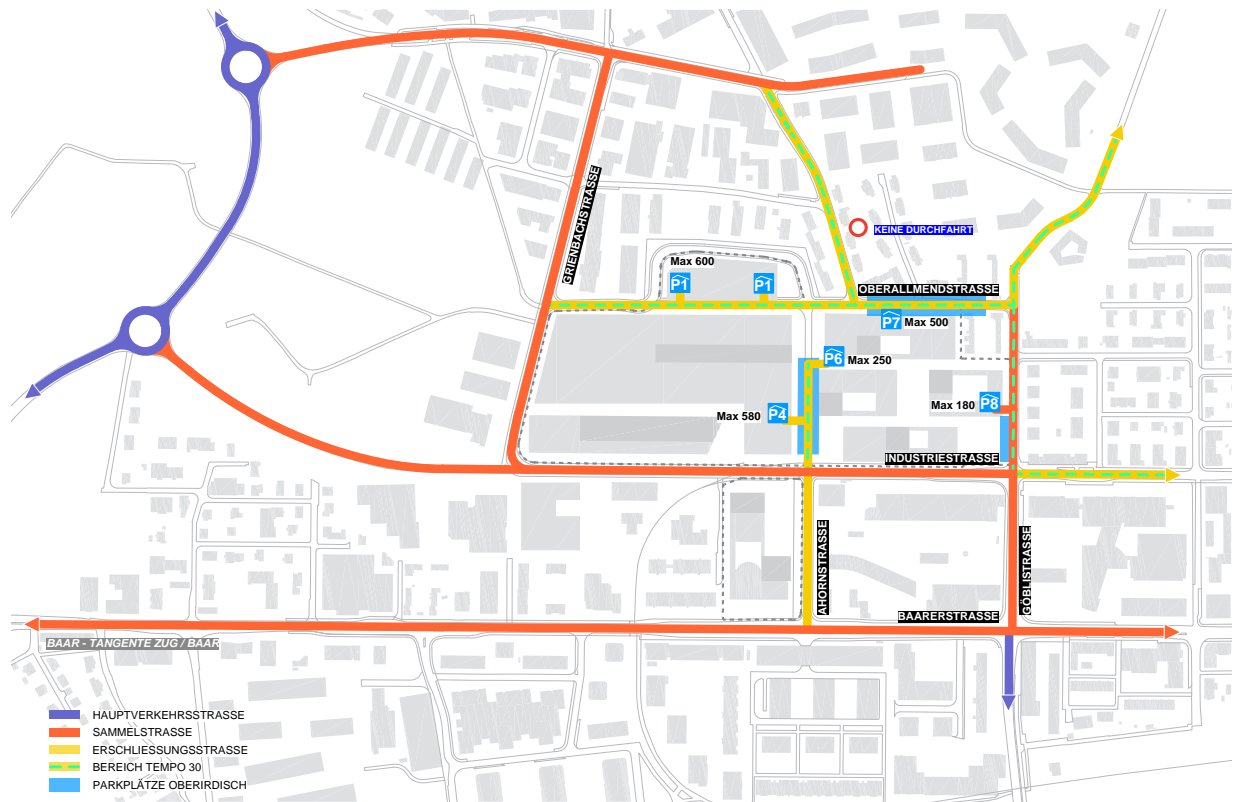 GRIENBACHSTRASSE
KEINE DURCHFAHRT
Max 600
P1
P1
OBERALLMENDSTRASSE
P7 Max 500
P6 Max 250
Max 180 P8
Max 580 P4
INDUSTRIESTRASSE
AHORNSTRASSE
GÖBLISTRASSE
BAARERSTRASSE
BAAR - TANGENTE ZUG / BAAR
HAUPTVERKEHRSSTRASSE
SAMMELSTRASSE
ERSCHLIESSUNGSSTRASSE
BEREICH TEMPO 30
PARKPLÄTZE OBERIRDISCH